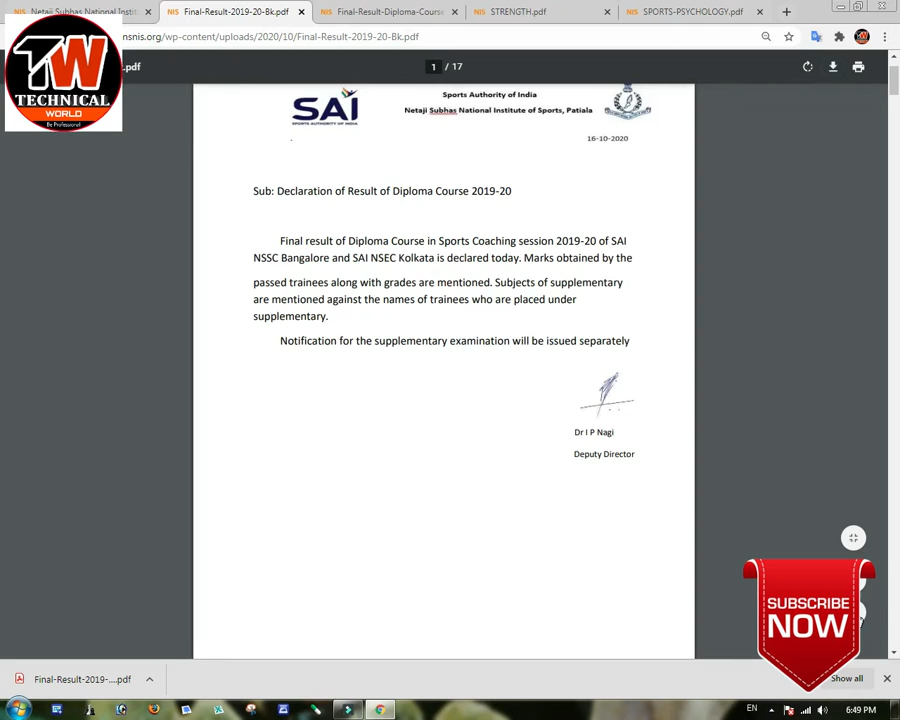 Netaji Subhas National Instit
Final-Result-2019-20-Bk.pdf
Final-Result-Diploma-Course
STRENGTH.pdf
SPORTS-PSYCHOLOGY.pdf
nsnis.org/wp-content/uploads/2020/10/Final-Result-2019-20-Bk.pdf
.pdf
1 / 17
TW
TECHNICAL
WORLD
Be Professional
SAI
SPORTS AUTHORITY OF INDIA
Sports Authority of India
Netaji Subhas National Institute of Sports, Patiala
16-10-2020
Sub: Declaration of Result of Diploma Course 2019-20
Final result of Diploma Course in Sports Coaching session 2019-20 of SAI
NSSC Bangalore and SAI NSEC Kolkata is declared today. Marks obtained by the
passed trainees along with grades are mentioned. Subjects of supplementary
are mentioned against the names of trainees who are placed under
supplementary.
Notification for the supplementary examination will be issued separately
Dr I P Nagi
Deputy Director
SUBSCRIBE
NOW
Final-Result-2019-....pdf
Show all
EN
6:49 PM